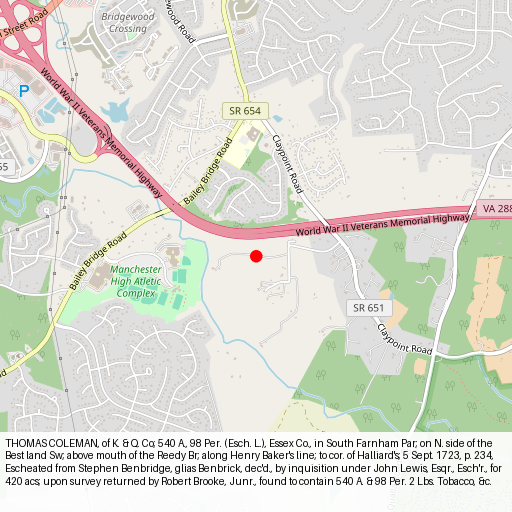 Bridgewood
Crossing
ewood Road
Street Road
P
World War II Veterans Memorial Highway
SR 654
Claypoint Road
Bailey Bridge Road
VA 288
World War II Veterans Memorial Highway
Bailey Bridge Road
Manchester
High Atletic
Complex
SR 651
Claypoint Road
THOMAS COLEMAN, of K. & Q. Co; 540 A., 98 Per. (Esch. L.), Essex Co., in South Farnham Par; on N. side of the
Best land Sw; above mouth of the Reedy Br; along Henry Baker's line; to cor. of Halliard's; 5 Sept. 1723, p. 234,
Escheated from Stephen Benbridge, glias Benbrick, dec'd., by inquisition under John Lewis, Esqr., Esch'r., for
420 acs; upon survey returned by Robert Brooke, Junr., found to contain 540 A. & 98 Per. 2 Lbs. Tobacco, &c.